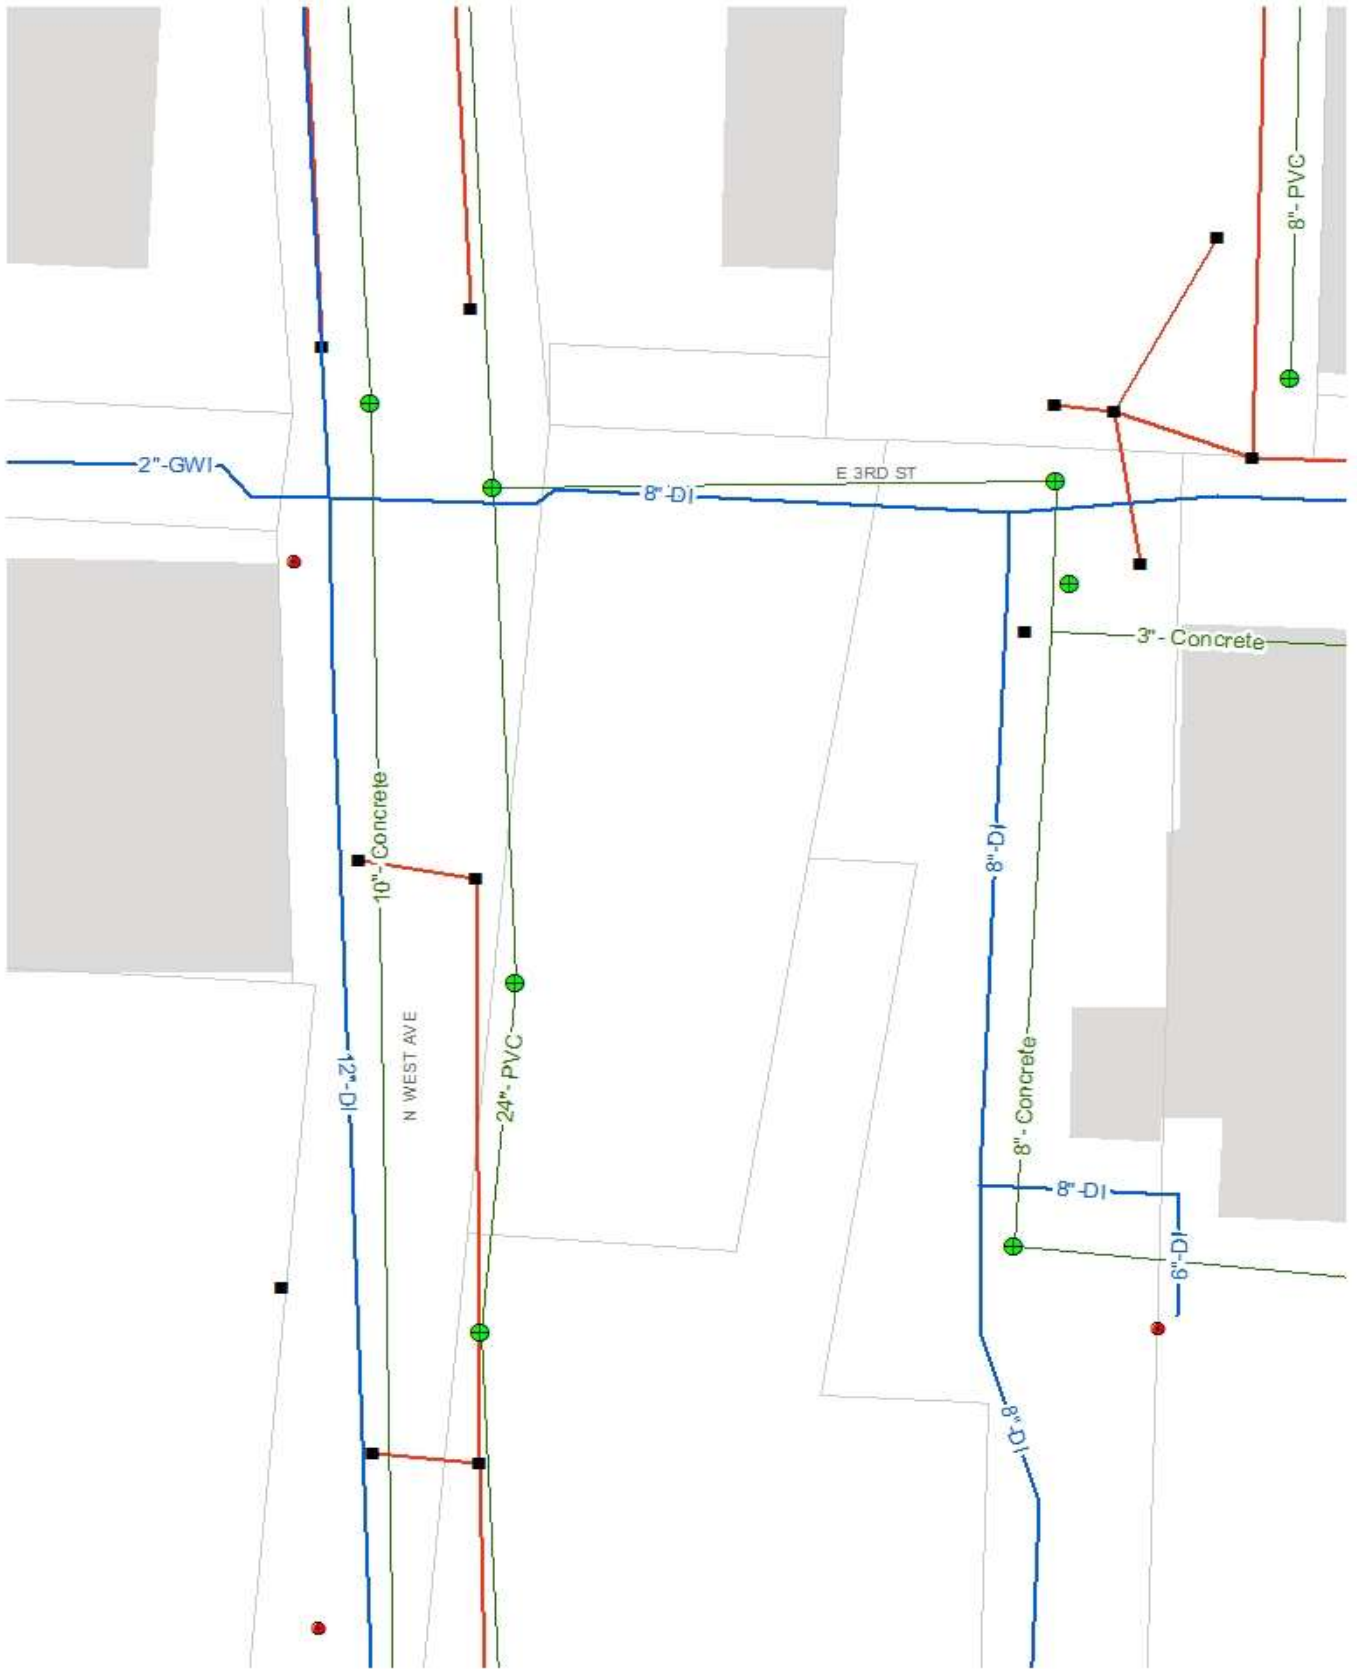 8"- PVC
2"-GWI
8"-DI
E 3RD ST
3"- Concrete
10"- Concrete
8"-DI
N WEST AVE
12"-DI
24"- PVC
8"- Concrete
8"-DI
6"-DI
8"-DI